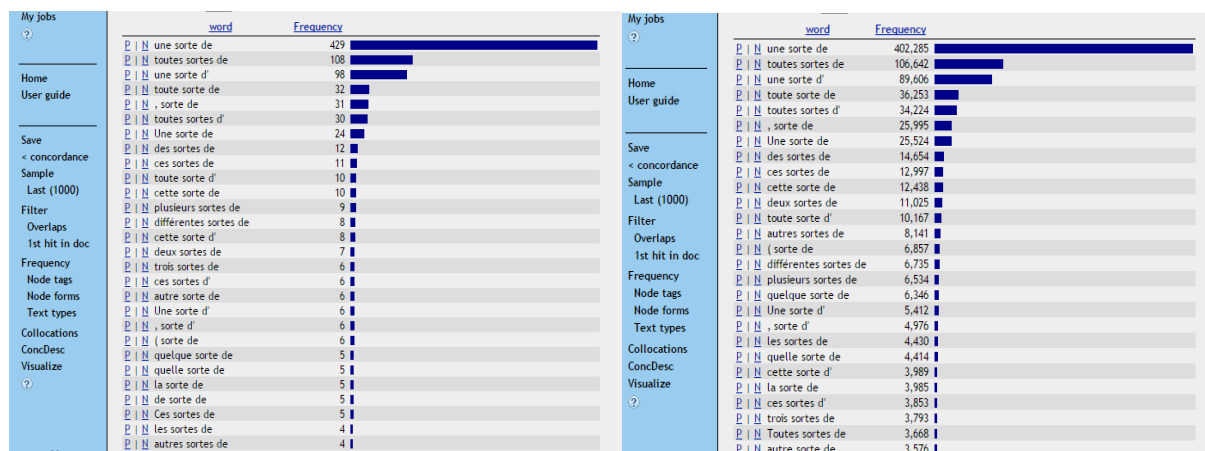 My jobs
word Frequency
P | N une sorte de 429
P | N toutes sortes de 108
P | N une sorte d' 98
Home
P | N toute sorte de 32
User guide
P | N , sorte de 31
P | N toutes sortes d' 30
Save
P | N Une sorte de 24
< concordance
P | N des sortes de 12
Sample
P | N ces sortes de 11
Last (1000)
P | N toute sorte d' 10
P | N cette sorte de 10
Filter
P | N plusieurs sortes de 9
Overlaps
P | N différentes sortes de 8
1st hit in doc
P | N cette sorte d' 8
Frequency
P | N deux sortes de 7
Node tags
P | N trois sortes de 6
Node forms
P | N ces sortes d' 6
Text types
P | N autre sorte de 6
Collocations
P | N Une sorte d' 6
ConcDesc
P | N , sorte d' 6
Visualize
P | N ( sorte de 6
?
P | N quelque sorte de 5
P | N quelle sorte de 5
P | N la sorte de 5
P | N de sorte de 5
P | N Ces sortes de 5
P | N les sortes de 4
P | N autres sortes de 4
My jobs
?
word Frequency
P | N une sorte de 402,285
P | N toutes sortes de 106,642
Home
P | N une sorte d' 89,606
User guide
P | N toute sorte de 36,253
P | N toutes sortes d' 34,224
P | N , sorte de 25,995
Save
P | N Une sorte de 25,524
< concordance
P | N des sortes de 14,654
Sample
P | N ces sortes de 12,997
Last (1000)
P | N cette sorte de 12,438
Filter
P | N deux sortes de 11,025
Overlaps
P | N toute sorte d' 10,167
1st hit in doc
P | N autres sortes de 8,141
Frequency
P | N ( sorte de 6,857
Node tags
P | N différentes sortes de 6,735
Node forms
P | N plusieurs sortes de 6,534
Text types
P | N quelque sorte de 6,346
Collocations
P | N Une sorte d' 5,412
ConcDesc
P | N , sorte d' 4,976
Visualize
P | N les sortes de 4,430
?
P | N quelle sorte de 4,414
P | N cette sorte d' 3,989
P | N la sorte de 3,985
P | N ces sortes d' 3,853
P | N trois sortes de 3,793
P | N Toutes sortes de 3,668
P | N autre sorte de 3,576